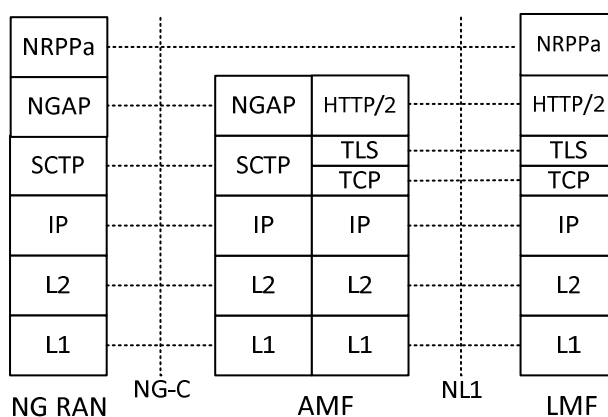 NRPPa NRPPa
NGAP NGAP HTTP/2 HTTP/2
SCTP SCTP TLS TLS
TCP TCP
IP IP IP IP
L2 L2 L2 L2
L1 L1 L1 L1
NG-C NL1
NG RAN AMF LMF